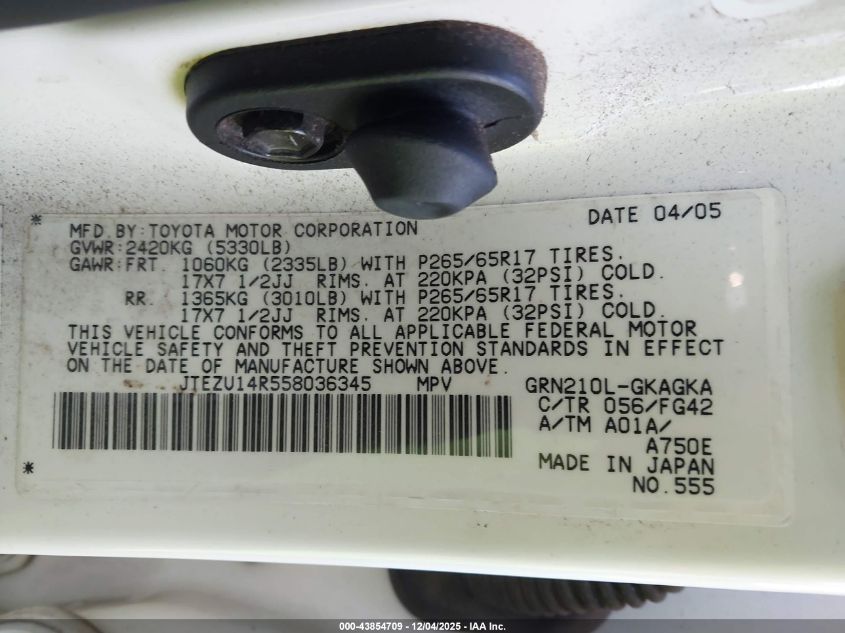 DATE 04/05
MFD.BY:TOYOTA MOTOR CORPORATION
GVWR:2420KG (5330LB)
GAWR:FRT. 1060KG (2335LB) WITH P265/65R17 TIRES.
17X7 1/2JJ RIMS. AT 220KPA (32PSI) COLD.
RR. 1365KG (3010LB) WITH P265/65R17 TIRES.
17X7 1/2JJ RIMS. AT 220KPA (32PSI) COLD.
THIS VEHICLE CONFORMS TO ALL APPLICABLE FEDERAL MOTOR
VEHICLE SAFETY AND THEFT PREVENTION STANDARDS IN EFFECT
ON THE DATE OF MANUFACTURE SHOWN ABOVE.
JTEZU14R558036345 MPV GRN210L-GKAGKA
C/TR 056/FG42
A/TM A01A/
A750E
MADE IN JAPAN
NO.555
000-43854709 - 12/04/2025 - IAA Inc.